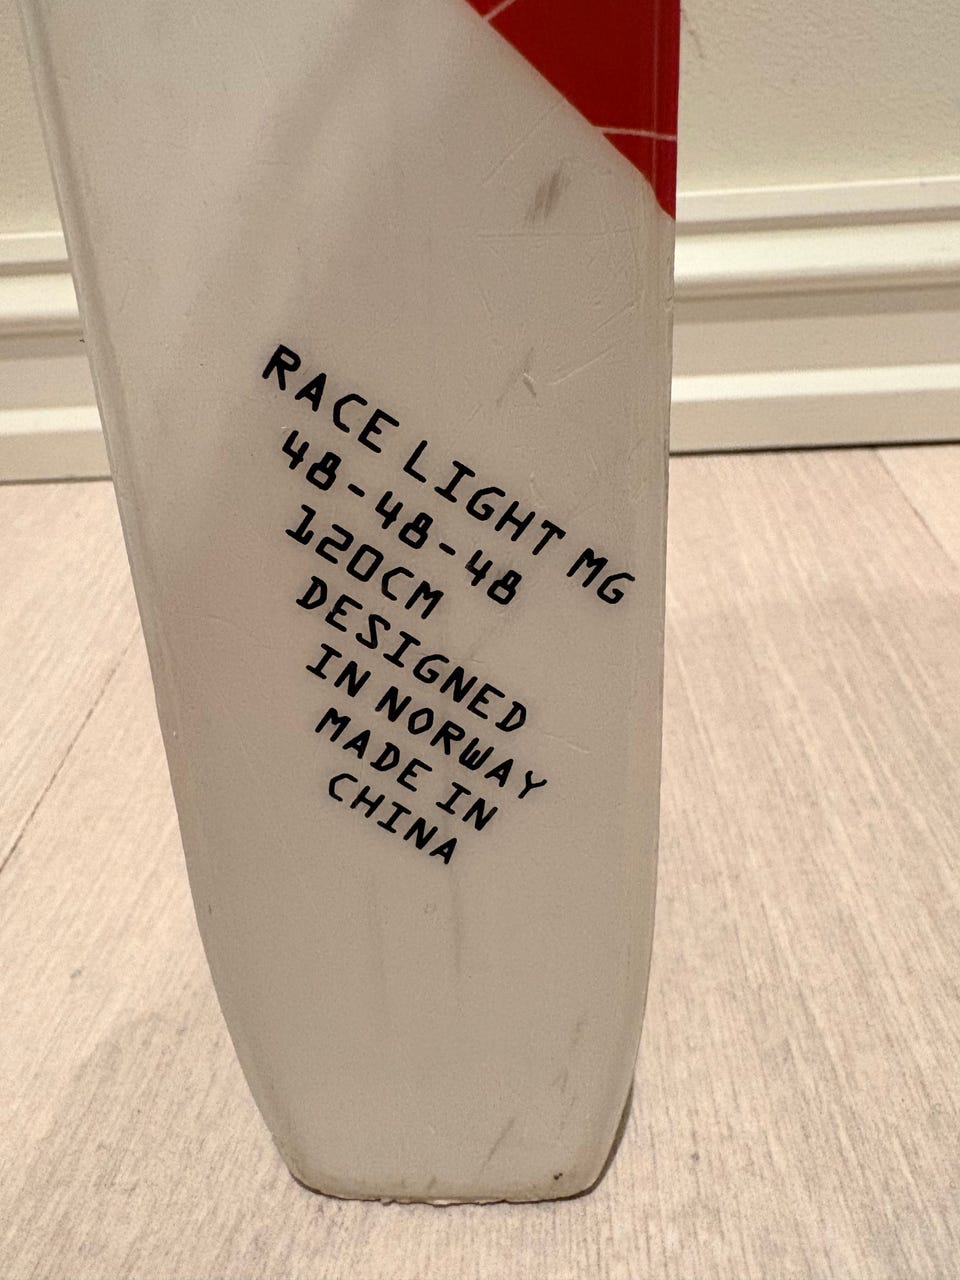 RACE LIGHT MG
48-48-48
120CM
DESIGNED
IN NORWAY
MADE IN
CHINA